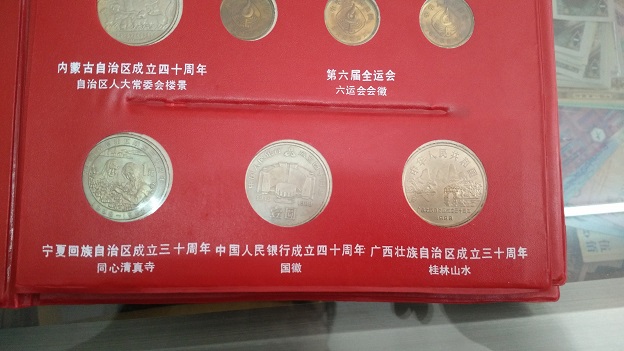 内蒙古自治区成立四十周年
自治区人大常委会楼景
第六届全运会
六运会会徽
宁夏回族自治区成立三十周年
同心清真寺
中国人民银行成立四十周年
国徽
广西壮族自治区成立三十周年
桂林山水